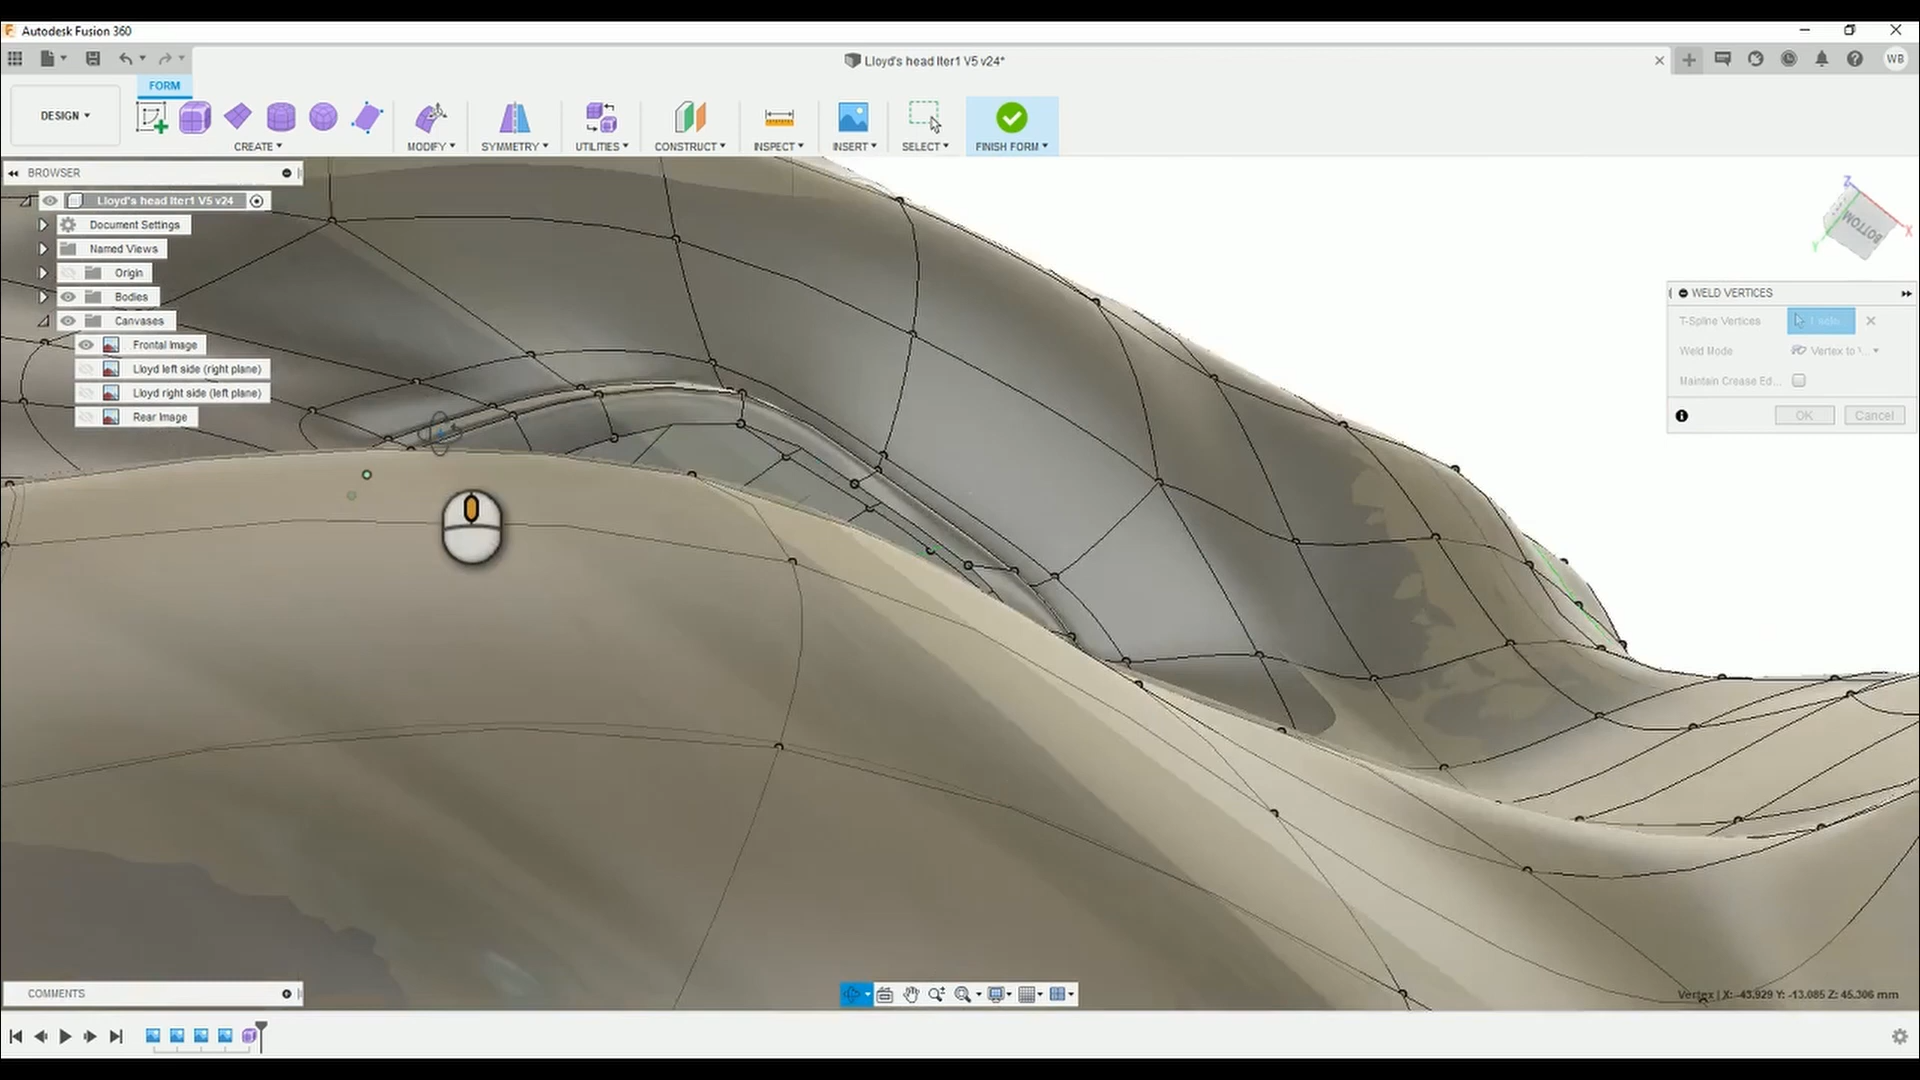 Autodesk Fusion 360
Lloyd's head Iter1 V5 v24*
WB
FORM
DESIGN
CREATE
MODIFY
SYMMETRY
UTILITIES
CONSTRUCT
INSPECT
INSERT
SELECT
FINISH FORM
BROWSER
Lloyd's head Iter1 V5 v24
Document Settings
Named Views
Origin
Bodies
Canvases
Frontal Image
Lloyd left side (right plane)
Lloyd right side (left plane)
Rear Image
Z
BOTTOM
X
Y
WELD VERTICES
T-Spline Vertices
Weld Mode Vertex to
Maintain Crease Ed...
OK Cancel
COMMENTS
Vertex | X: -43.929 Y: -13.085 Z: 45.306 mm